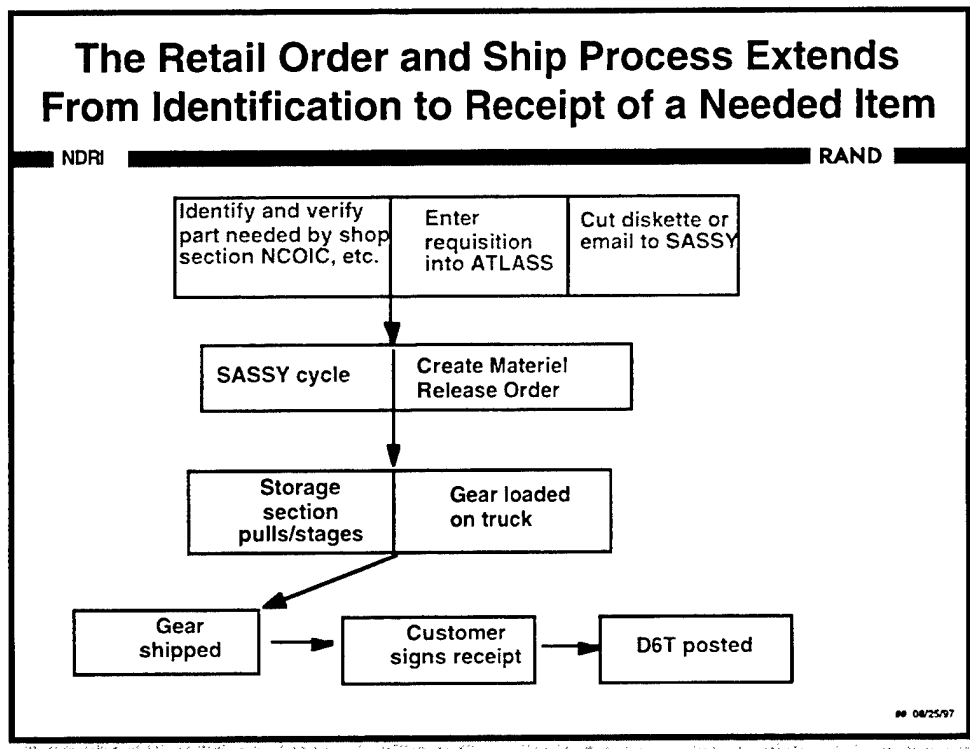 The Retail Order and Ship Process Extends
From Identification to Receipt of a Needed Item
NDRI
RAND
Identify and verify
part needed by shop
section NCOIC, etc.
Enter
requisition
into ATLASS
Cut diskette or
email to SASSY
SASSY cycle
Create Materiel
Release Order
Storage
section
pulls/stages
Gear loaded
on truck
Gear
shipped
Customer
signs receipt
D6T posted
08/25/97